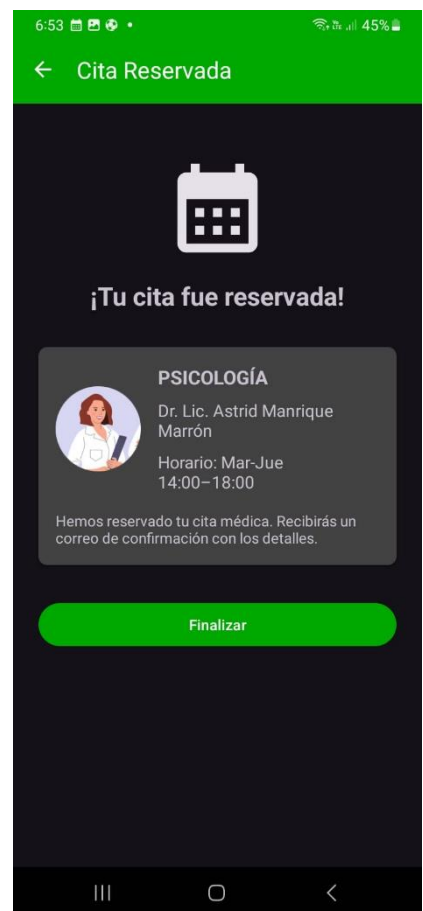 6:53
45%
Cita Reservada
¡Tu cita fue reservada!
PSICOLOGÍA
Dr. Lic. Astrid Manrique
Marrón
Horario: Mar-Jue
14:00–18:00
Hemos reservado tu cita médica. Recibirás un
correo de confirmación con los detalles.
Finalizar